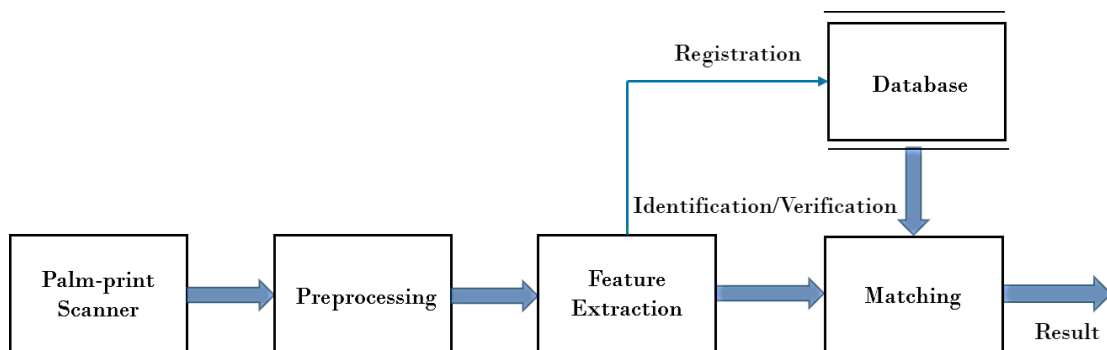 Registration
Database
Identification/Verification
Palm-print
Scanner
Preprocessing
Feature
Extraction
Matching
Result